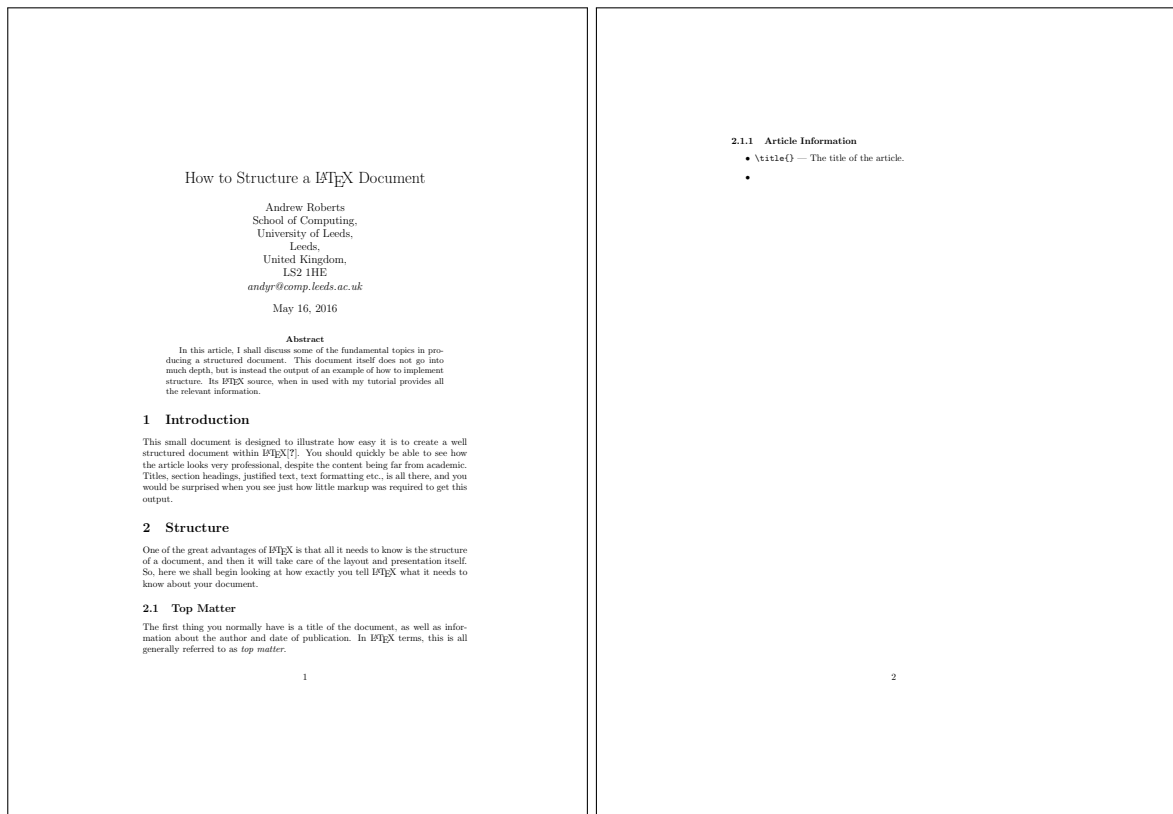 How to Structure a LATEX Document
Andrew Roberts
School of Computing,
University of Leeds,
Leeds,
United Kingdom,
LS2 1HE
andyr@comp.leeds.ac.uk
May 16, 2016
Abstract
In this article, I shall discuss some of the fundamental topics in pro-
ducing a structured document. This document itself does not go into
much depth, but is instead the output of an example of how to implement
structure. Its LATEX source, when in used with my tutorial provides all
the relevant information.
1 Introduction
This small document is designed to illustrate how easy it is to create a well
structured document within LATEX[?]. You should quickly be able to see how
the article looks very professional, despite the content being far from academic.
Titles, section headings, justified text, text formatting etc., is all there, and you
would be surprised when you see just how little markup was required to get this
output.
2 Structure
One of the great advantages of LATEX is that all it needs to know is the structure
of a document, and then it will take care of the layout and presentation itself.
So, here we shall begin looking at how exactly you tell LATEX what it needs to
know about your document.
2.1 Top Matter
The first thing you normally have is a title of the document, as well as infor-
mation about the author and date of publication. In LATEX terms, this is all
generally referred to as top matter.
1
2.1.1 Article Information
• \title{} — The title of the article.
•
2